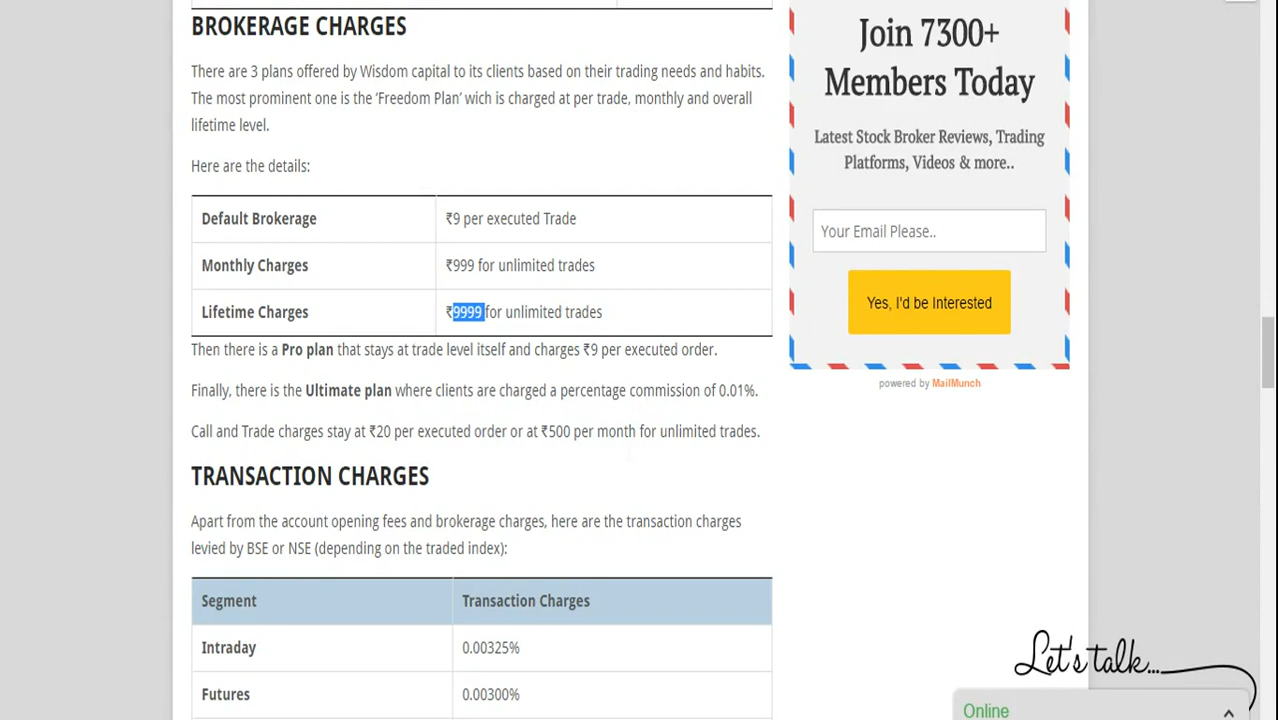 BROKERAGE CHARGES
There are 3 plans offered by Wisdom capital to its clients based on their trading needs and habits.
The most prominent one is the ‘Freedom Plan’ wich is charged at per trade, monthly and overall
lifetime level.
Here are the details:
Default Brokerage ₹9 per executed Trade
Monthly Charges ₹999 for unlimited trades
Lifetime Charges ₹9999 for unlimited trades
Then there is a Pro plan that stays at trade level itself and charges ₹9 per executed order.
Finally, there is the Ultimate plan where clients are charged a percentage commission of 0.01%.
Call and Trade charges stay at ₹20 per executed order or at ₹500 per month for unlimited trades.
TRANSACTION CHARGES
Apart from the account opening fees and brokerage charges, here are the transaction charges
levied by BSE or NSE (depending on the traded index):
Segment Transaction Charges
Intraday 0.00325%
Futures 0.00300%
Join 7300+
Members Today
Latest Stock Broker Reviews, Trading
Platforms, Videos & more..
Your Email Please..
Yes, I'd be Interested
powered by MailMunch
Let's talk...
Online